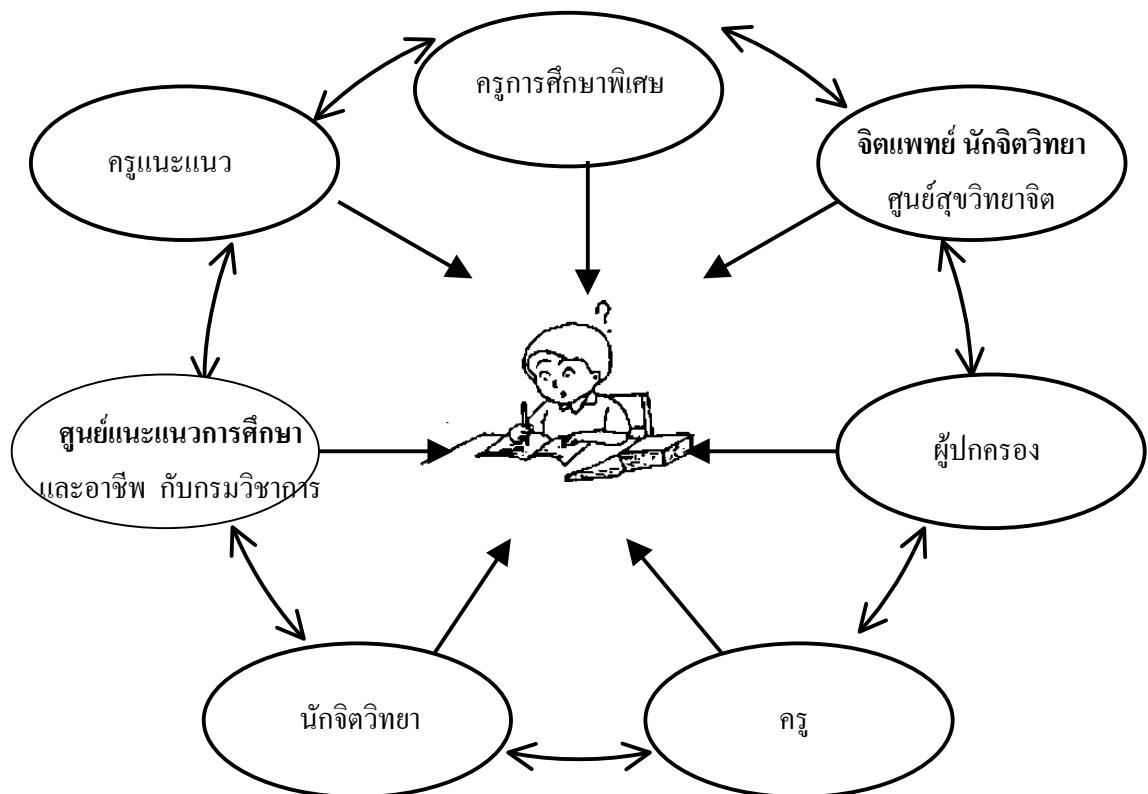 ครูการศึกษาพิเศษ
ครูแนะแนว
จิตแพทย์ นักจิตวิทยา
ศูนย์สุขวิทยาจิต
?
ศูนย์แนะแนวการศึกษา
และอาชีพ กับกรมวิชาการ
ผู้ปกครอง
นักจิตวิทยา
ครู